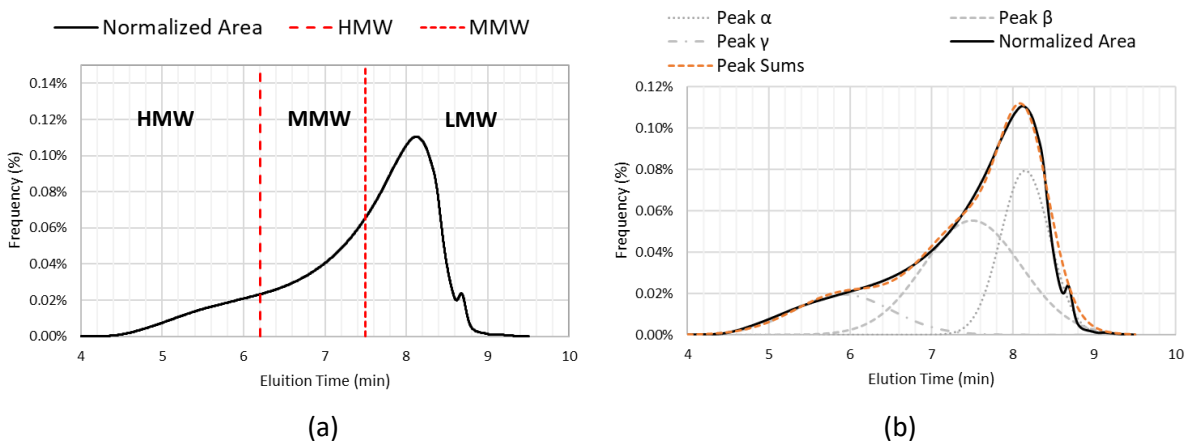 Normalized Area HMW MMW
0.14%
0.12%
0.10%
0.08%
0.06%
0.04%
0.02%
0.00%
Frequency (%)
HMW MMW LMW
4 5 6 7 8 9 10
Elution Time (min)
(a)
Peak α Peak β
Peak γ Normalized Area
Peak Sums
0.12%
0.10%
0.08%
0.06%
0.04%
0.02%
0.00%
Frequency (%)
4 5 6 7 8 9 10
Elution Time (min)
(b)